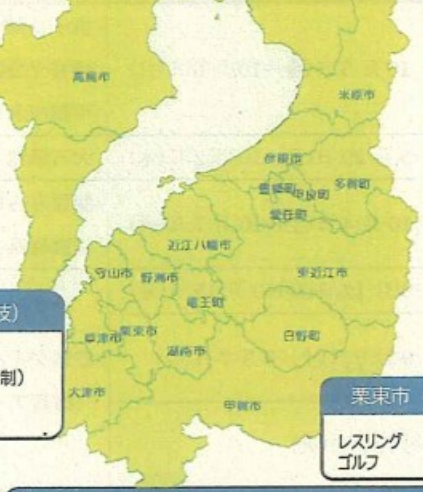 高島市
米原市
彦根市
豊郷町
甲良町
多賀町
愛荘町
近江八幡市
東近江市
守山市
野洲市
竜王町
草津市
栗東市
湖南市
日野町
大津市
甲賀市
技)
制)
栗東市
レスリング
ゴルフ